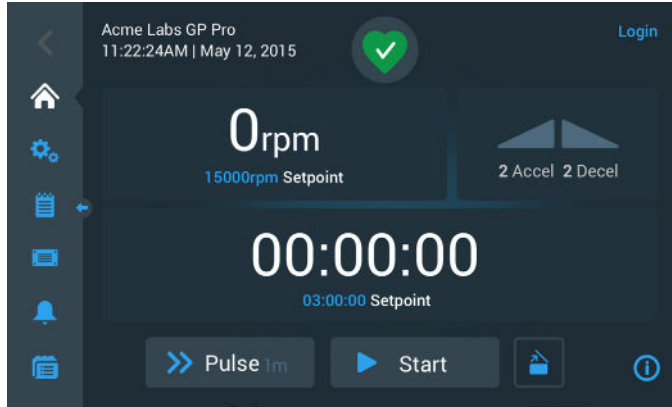 Acme Labs GP Pro
11:22:24AM | May 12, 2015
Login
0rpm
15000rpm Setpoint
2 Accel 2 Decel
00:00:00
03:00:00 Setpoint
Pulse 1m
Start